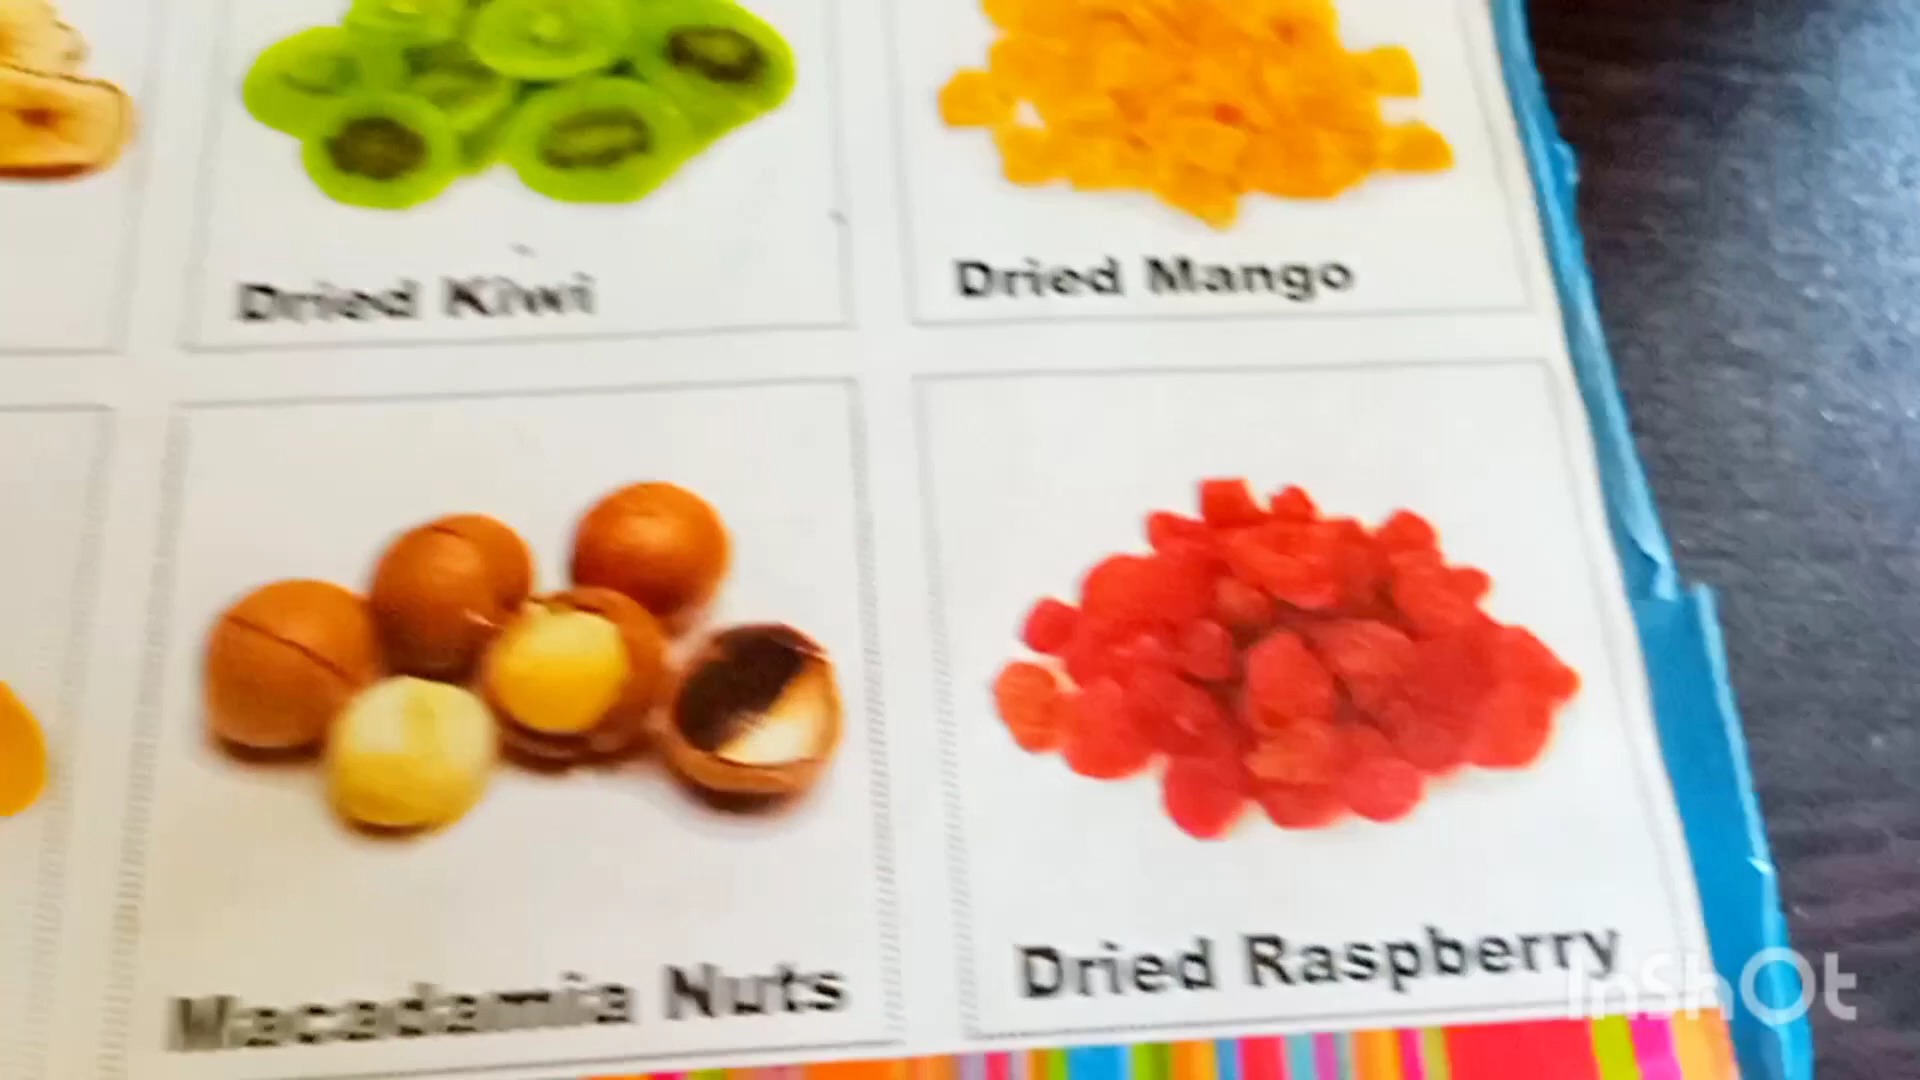 Dried Kiwi
Dried Mango
Macadamia Nuts
Dried Raspberry
InShOt